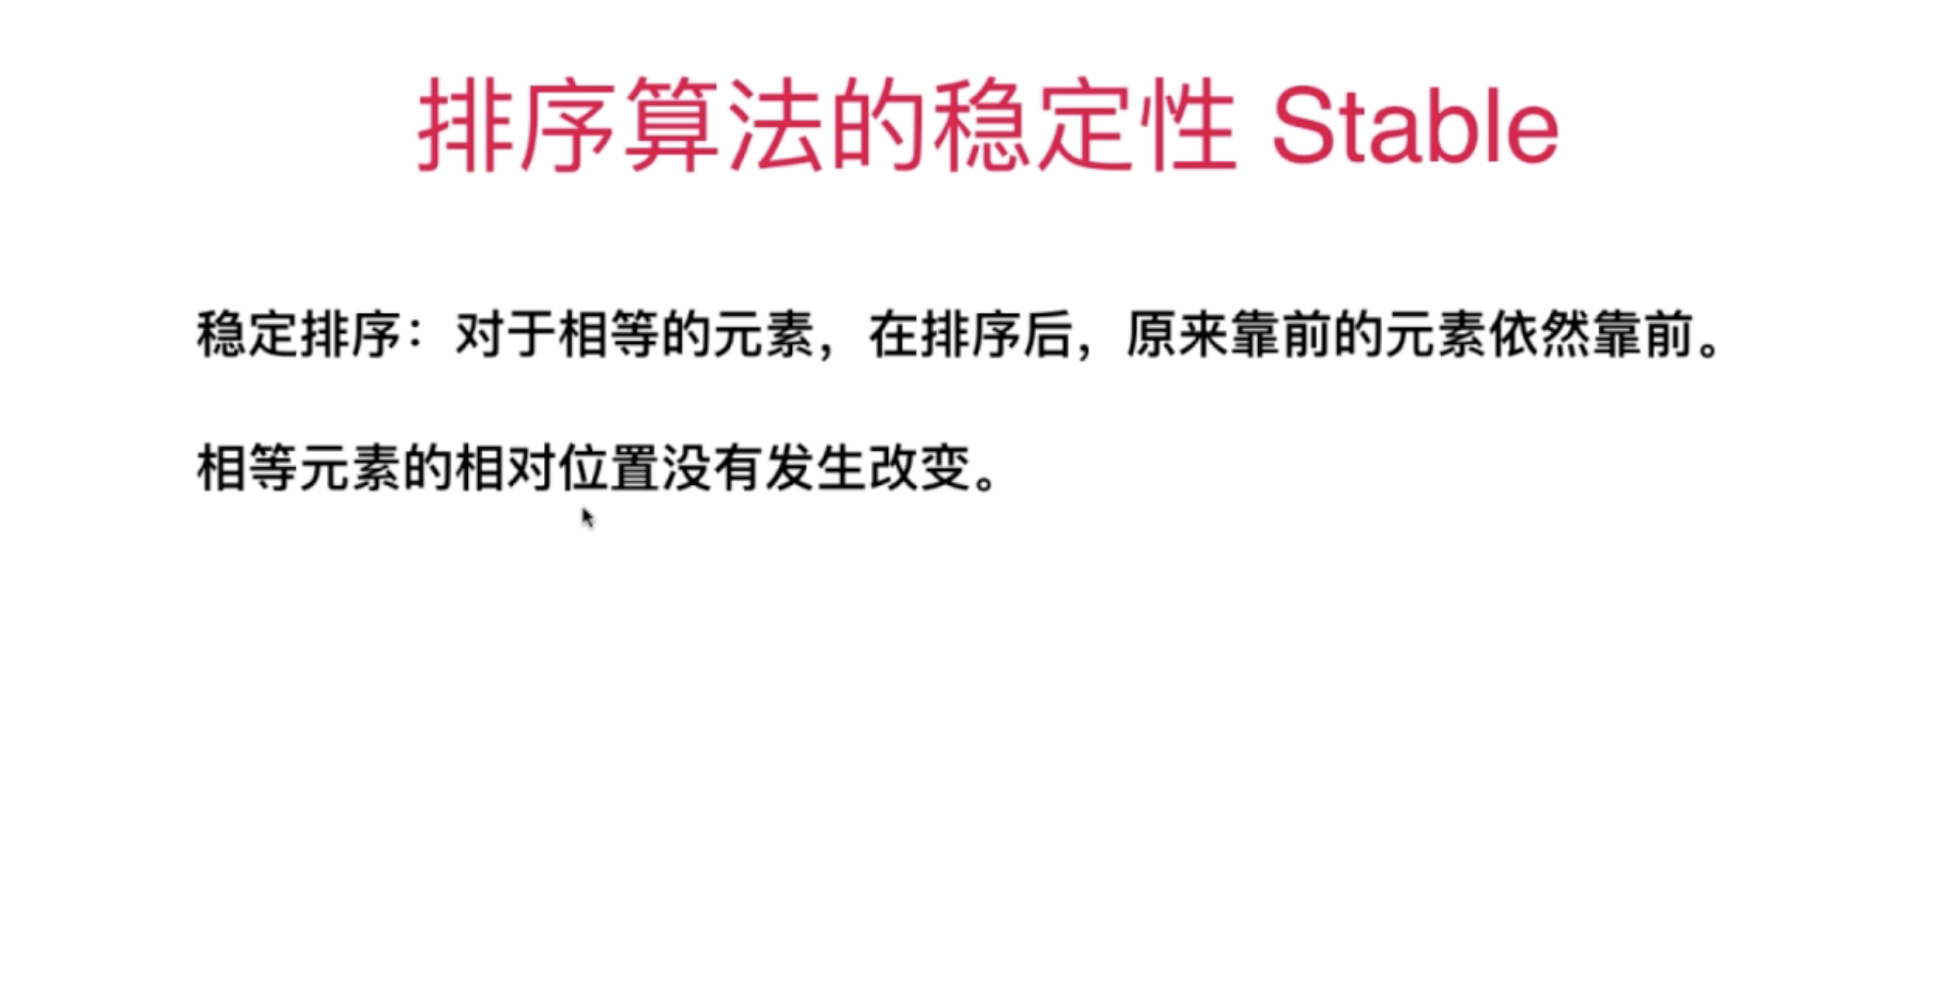 排序算法的稳定性 Stable
稳定排序：对于相等的元素，在排序后，原来靠前的元素依然靠前。
相等元素的相对位置没有发生改变。